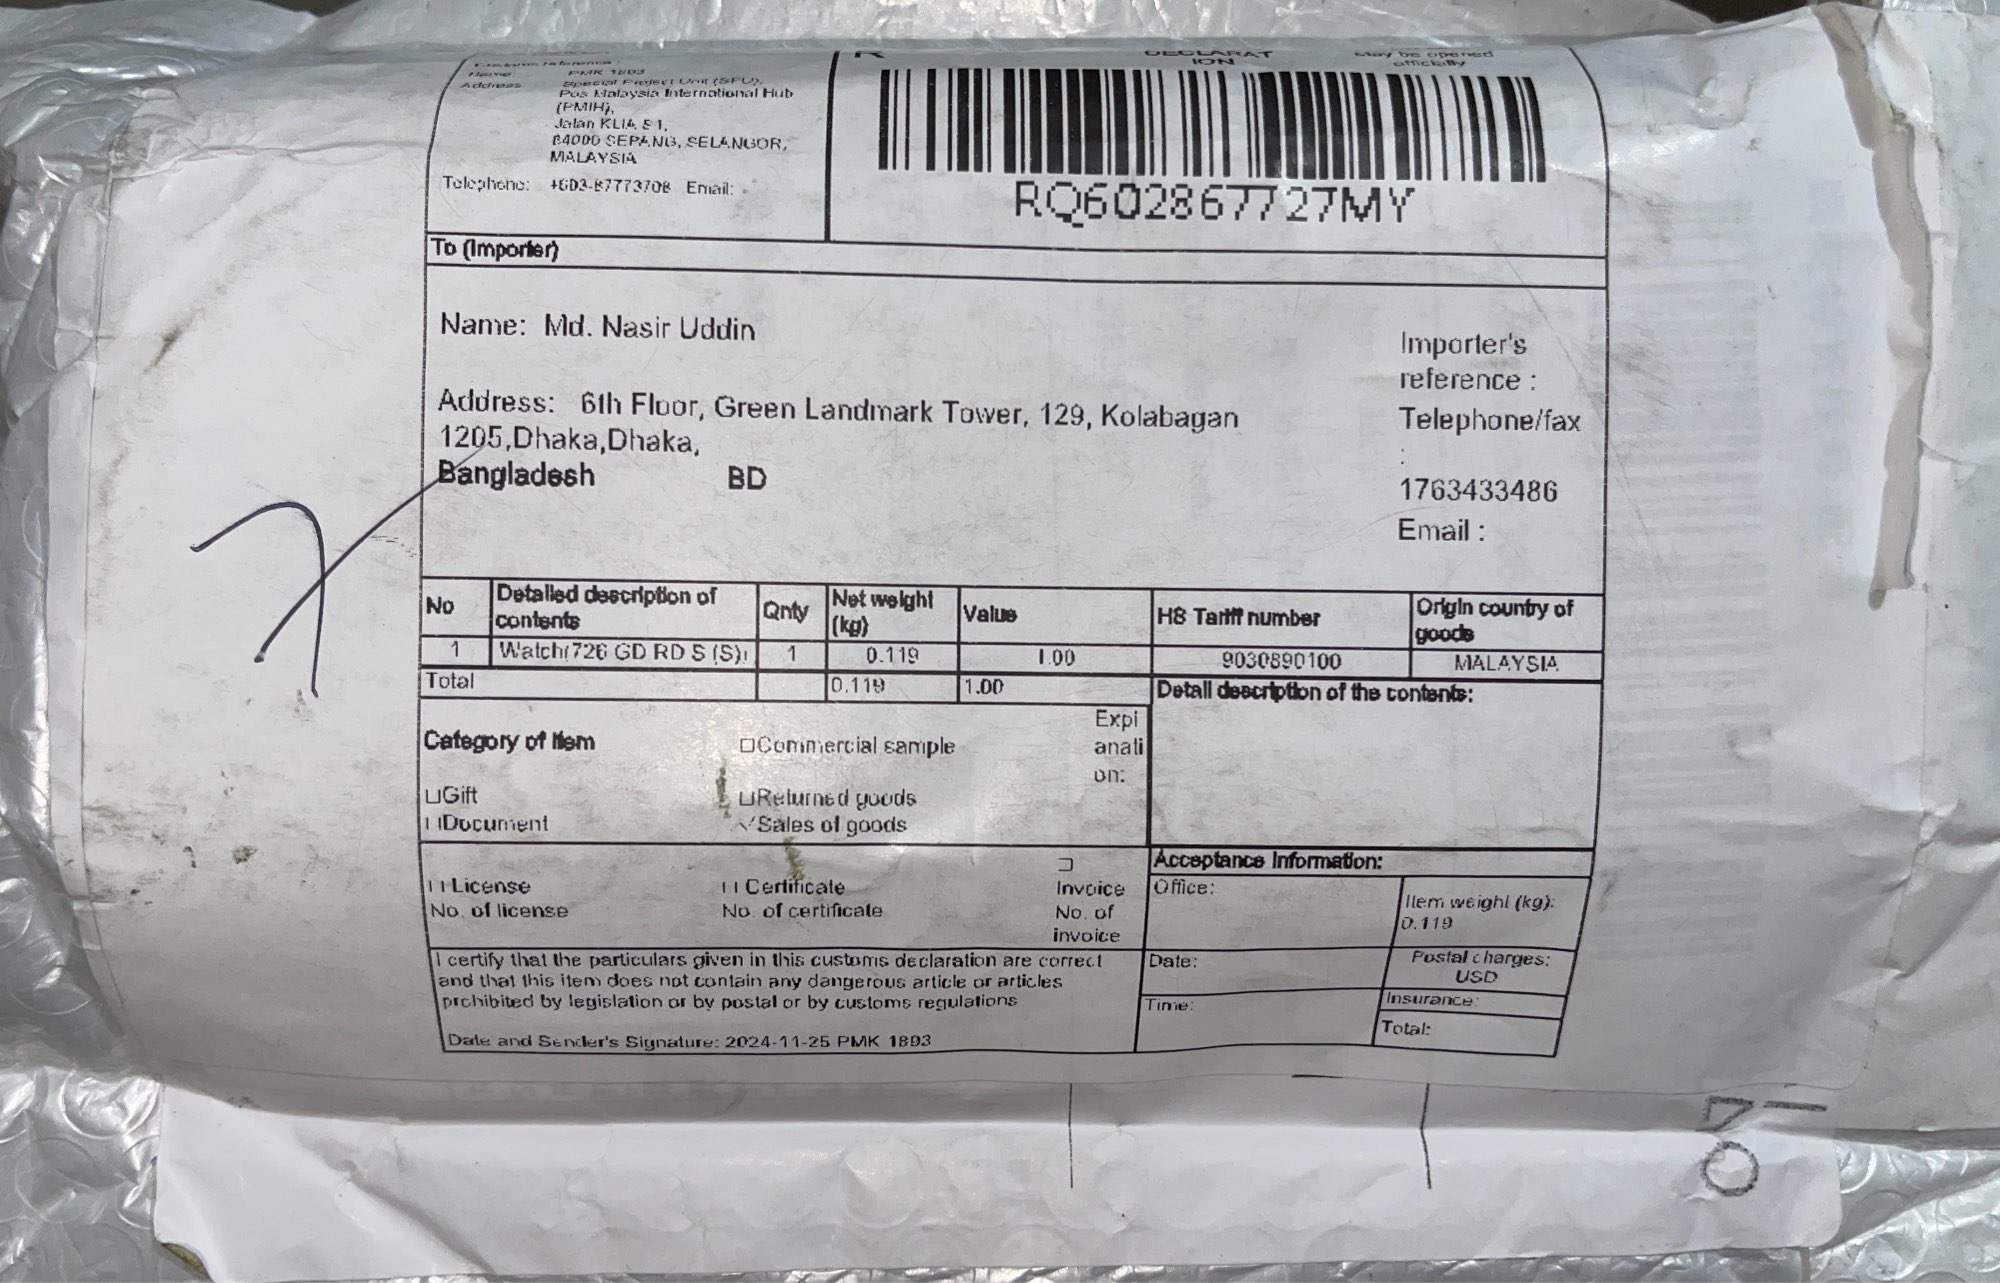 Name: PMK 1893
Address: Special Project Unit (SPU),
Pos Malaysia International Hub
(PMIH),
Jalan KLIA S1,
64000 SEPANG, SELANGOR,
MALAYSIA
Telephone: +603-87773708 Email: -
R
DECLARAT
ION
May be opened
officially
RQ602867727MY
To (Importer)
Name: Md. Nasir Uddin
Address: 6th Floor, Green Landmark Tower, 129, Kolabagan
1205,Dhaka,Dhaka,
Bangladesh BD
Importer's
reference :
Telephone/fax
:
1763433486
Email :
No Detailed description of contents Qnty Net weight (kg) Value HS Tariff number Origin country of goods
1 Watch(726 GD RD S (S)) 1 0.119 1.00 9030890100 MALAYSIA
Total 0.119 1.00 Detail description of the contents:
Category of Item
□Commercial sample
Expl
anati
on:
□Gift □Returned goods
□Document ✓Sales of goods
□License □Certificate □ Invoice
No. of license No. of certificate No. of
invoice
Acceptance Information:
Office: Item weight (kg):
0.119
Date: Postal charges:
USD
Time: Insurance:
Total:
I certify that the particulars given in this customs declaration are correct
and that this item does not contain any dangerous article or articles
prohibited by legislation or by postal or by customs regulations
Date and Sender's Signature: 2024-11-25 PMK 1893